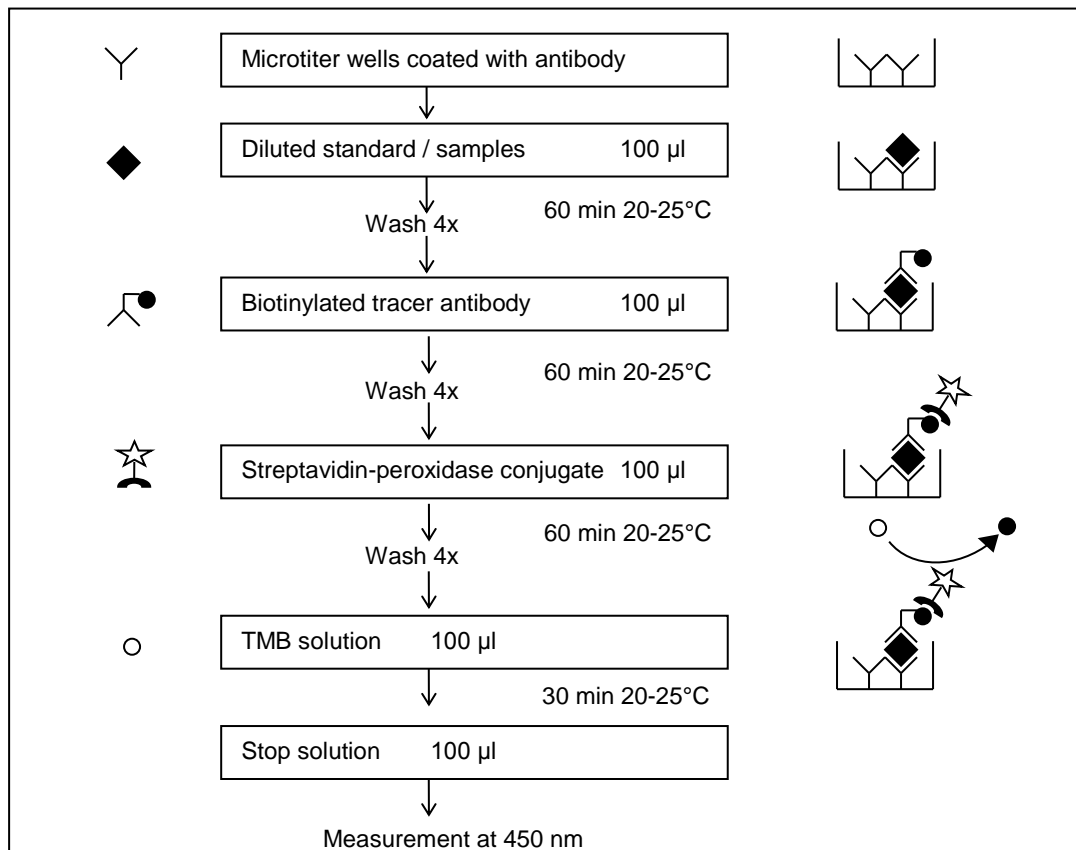 Microtiter wells coated with antibody
Diluted standard / samples 100 µl
60 min 20-25°C
Wash 4x
Biotinylated tracer antibody 100 µl
60 min 20-25°C
Wash 4x
Streptavidin-peroxidase conjugate 100 µl
60 min 20-25°C
Wash 4x
TMB solution 100 µl
30 min 20-25°C
Stop solution 100 µl
Measurement at 450 nm